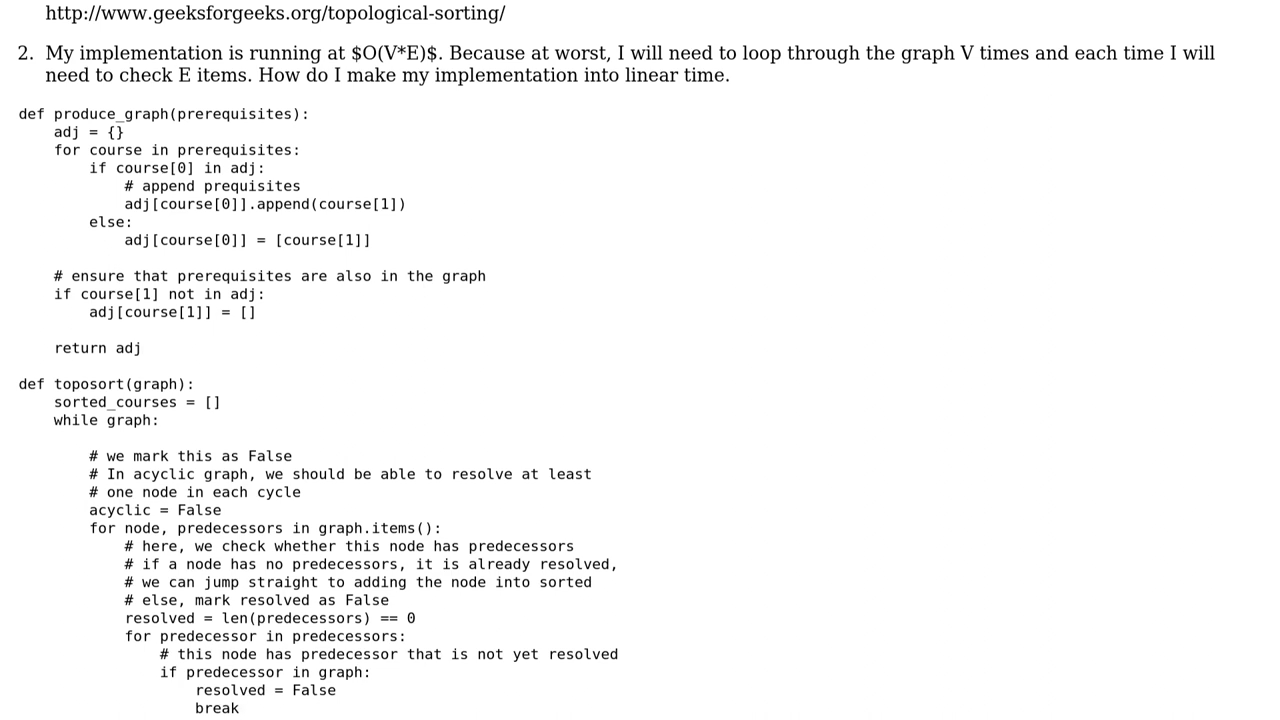 http://www.geeksforgeeks.org/topological-sorting/
2. My implementation is running at $O(V*E)$. Because at worst, I will need to loop through the graph V times and each time I will
need to check E items. How do I make my implementation into linear time.
def produce_graph(prerequisites):
    adj = {}
    for course in prerequisites:
        if course[0] in adj:
            # append prequisites
            adj[course[0]].append(course[1])
        else:
            adj[course[0]] = [course[1]]

    # ensure that prerequisites are also in the graph
    if course[1] not in adj:
        adj[course[1]] = []

    return adj

def toposort(graph):
    sorted_courses = []
    while graph:

        # we mark this as False
        # In acyclic graph, we should be able to resolve at least
        # one node in each cycle
        acyclic = False
        for node, predecessors in graph.items():
            # here, we check whether this node has predecessors
            # if a node has no predecessors, it is already resolved,
            # we can jump straight to adding the node into sorted
            # else, mark resolved as False
            resolved = len(predecessors) == 0
            for predecessor in predecessors:
                # this node has predecessor that is not yet resolved
                if predecessor in graph:
                    resolved = False
                    break